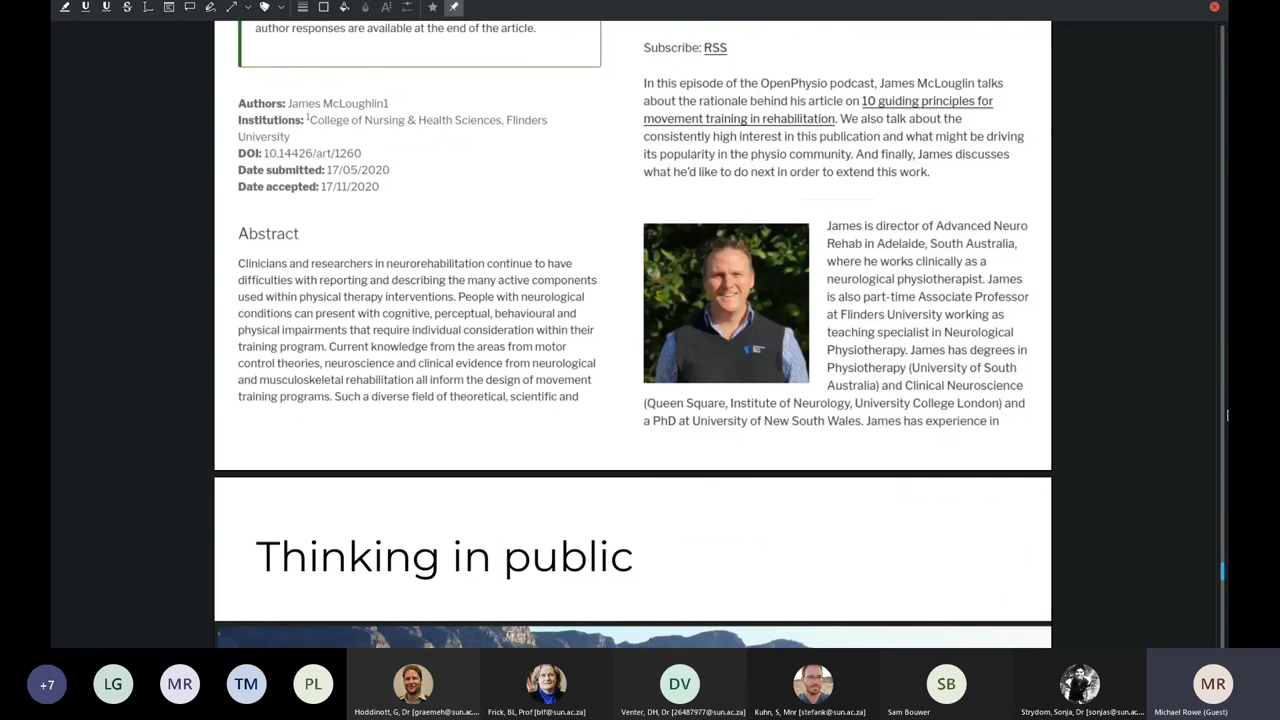 author responses are available at the end of the article.
Authors: James McLoughlin1
Institutions: 1College of Nursing & Health Sciences, Flinders
University
DOI: 10.14426/art/1260
Date submitted: 17/05/2020
Date accepted: 17/11/2020
Abstract
Clinicians and researchers in neurorehabilitation continue to have
difficulties with reporting and describing the many active components
used within physical therapy interventions. People with neurological
conditions can present with cognitive, perceptual, behavioural and
physical impairments that require individual consideration within their
training program. Current knowledge from the areas from motor
control theories, neuroscience and clinical evidence from neurological
and musculoskeletal rehabilitation all inform the design of movement
training programs. Such a diverse field of theoretical, scientific and
Subscribe: RSS
In this episode of the OpenPhysio podcast, James McLouglin talks
about the rationale behind his article on 10 guiding principles for
movement training in rehabilitation. We also talk about the
consistently high interest in this publication and what might be driving
its popularity in the physio community. And finally, James discusses
what he'd like to do next in order to extend this work.
James is director of Advanced Neuro
Rehab in Adelaide, South Australia,
where he works clinically as a
neurological physiotherapist. James
is also part-time Associate Professor
at Flinders University working as
teaching specialist in Neurological
Physiotherapy. James has degrees in
Physiotherapy (University of South
Australia) and Clinical Neuroscience
(Queen Square, Institute of Neurology, University College London) and
a PhD at University of New South Wales. James has experience in
Thinking in public
+7
LG
MR
TM
PL
DV
SB
MR
Hoddinott, G, Dr [graemeh@sun.ac....
Frick, BL, Prof [blf@sun.ac.za]
Venter, DH, Dr [26487977@sun.ac.za]
Kuhn, S, Mnr [stefank@sun.ac.za]
Sam Bouwer
Strydom, Sonja, Dr [sonjas@sun.ac....
Michael Rowe (Guest)